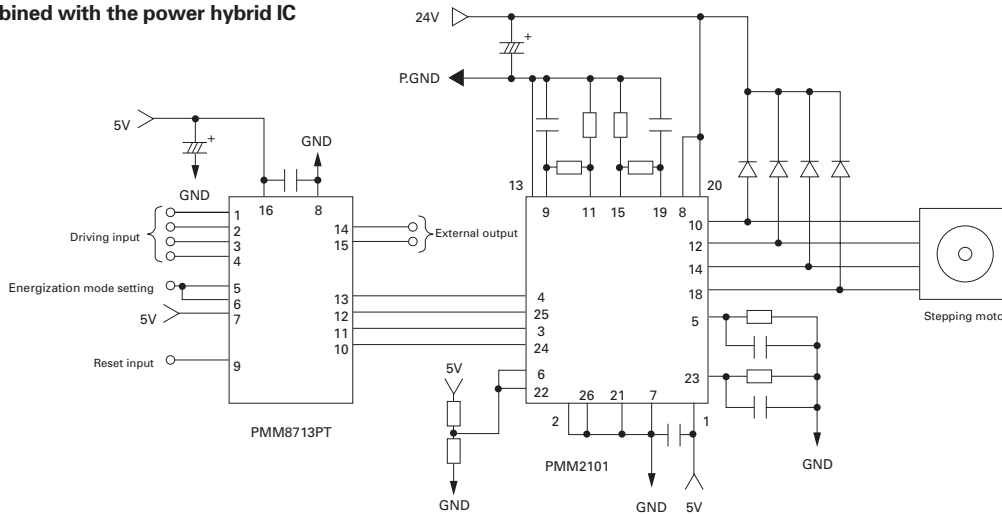 with the power hybrid IC
24V
+
P.GND
5V
+
GND
GND
13
20
16
8
9
11
15
19
8
1
2
3
4
Driving input
14
15
External output
10
12
14
18
Energization mode setting
5
6
5V
7
13
12
11
10
4
25
3
24
5
Stepping
Reset input
9
5V
6
22
23
26
21
7
2
1
PMM8713PT
PMM2101
GND
GND
GND
5V